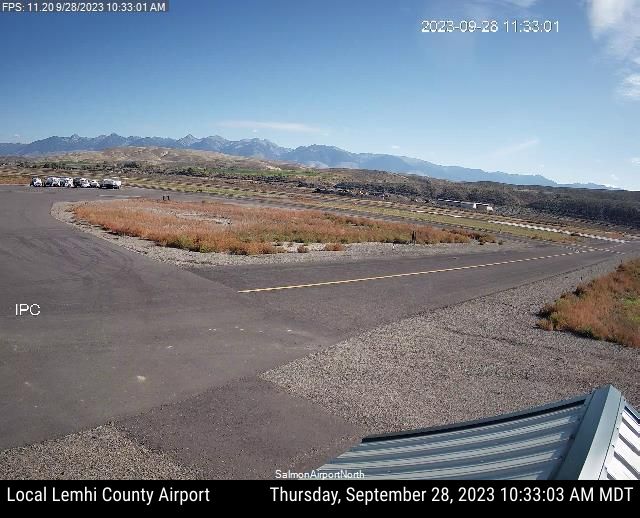 FPS: 11.20 9/28/2023 10:33:01 AM
2023-09-28 11:33:01
IPC
SalmonAirportNorth
Local Lemhi County Airport Thursday, September 28, 2023 10:33:03 AM MDT